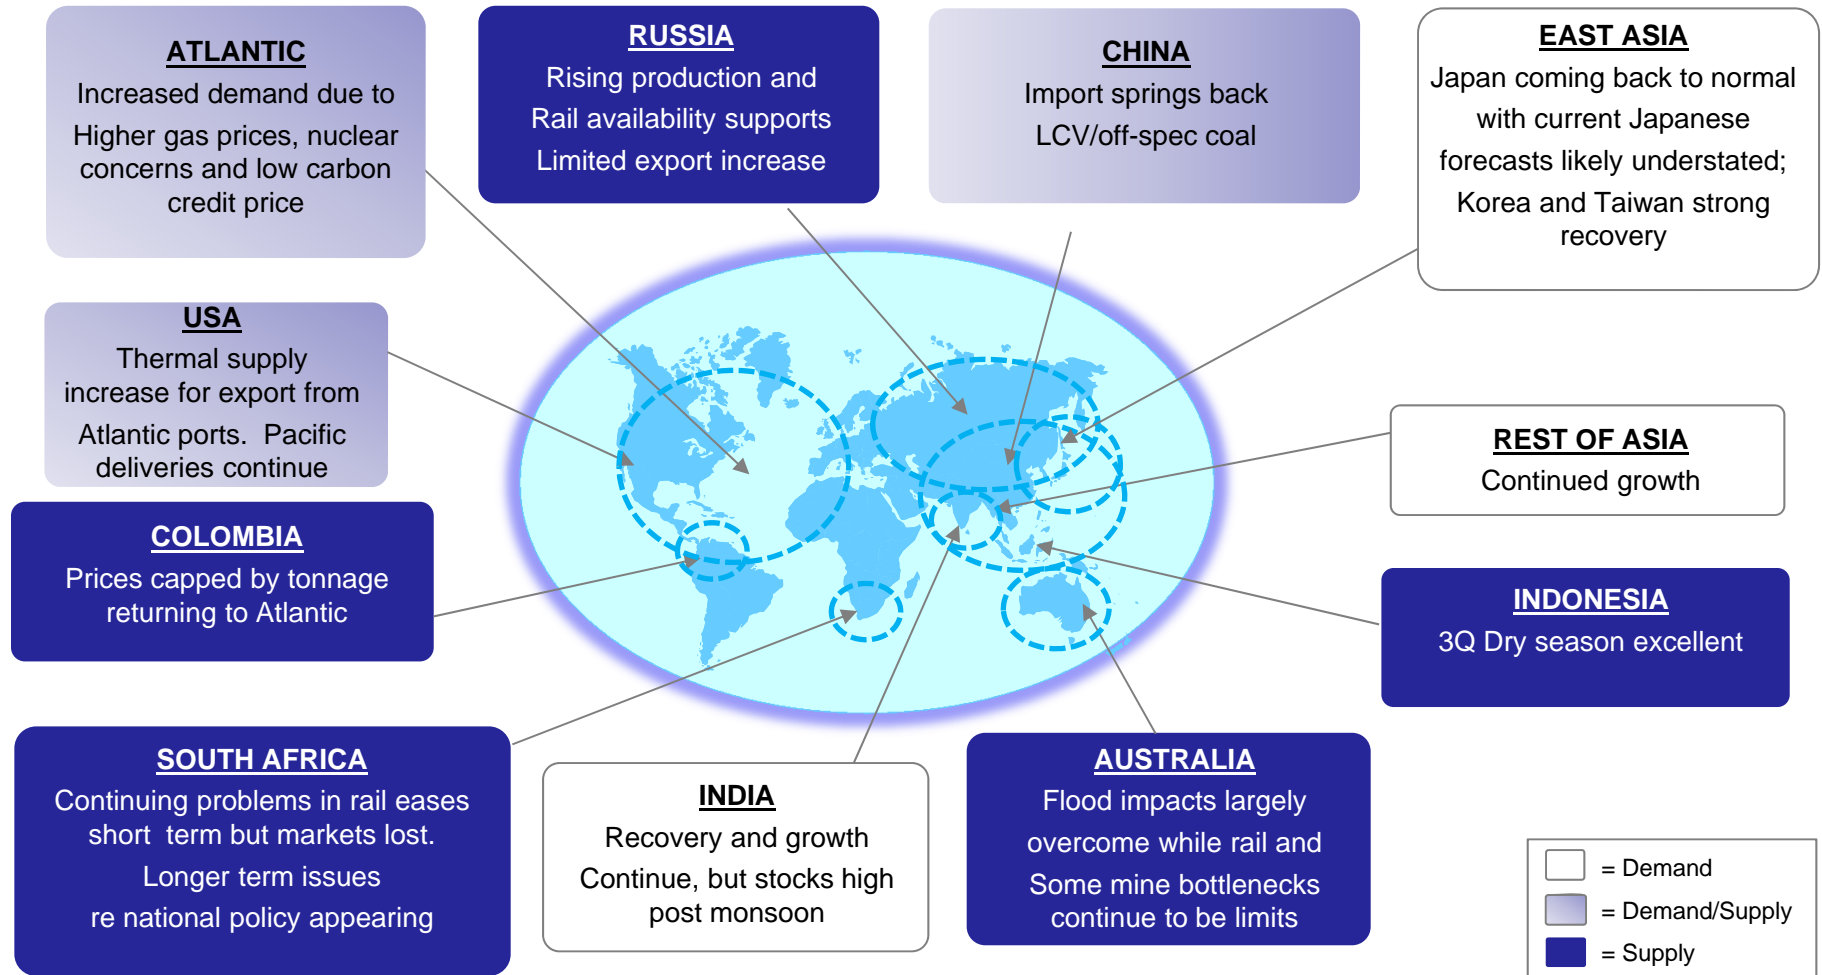 ATLANTIC
Increased demand due to
Higher gas prices, nuclear
concerns and low carbon
credit price
RUSSIA
Rising production and
Rail availability supports
Limited export increase
CHINA
Import springs back
LCV/off-spec coal
EAST ASIA
Japan coming back to normal
with current Japanese
forecasts likely understated;
Korea and Taiwan strong
recovery
USA
Thermal supply
increase for export from
Atlantic ports. Pacific
deliveries continue
REST OF ASIA
Continued growth
COLOMBIA
Prices capped by tonnage
returning to Atlantic
INDONESIA
3Q Dry season excellent
SOUTH AFRICA
Continuing problems in rail eases
short term but markets lost.
Longer term issues
re national policy appearing
INDIA
Recovery and growth
Continue, but stocks high
post monsoon
AUSTRALIA
Flood impacts largely
overcome while rail and
Some mine bottlenecks
continue to be limits
= Demand
= Demand/Supply
= Supply